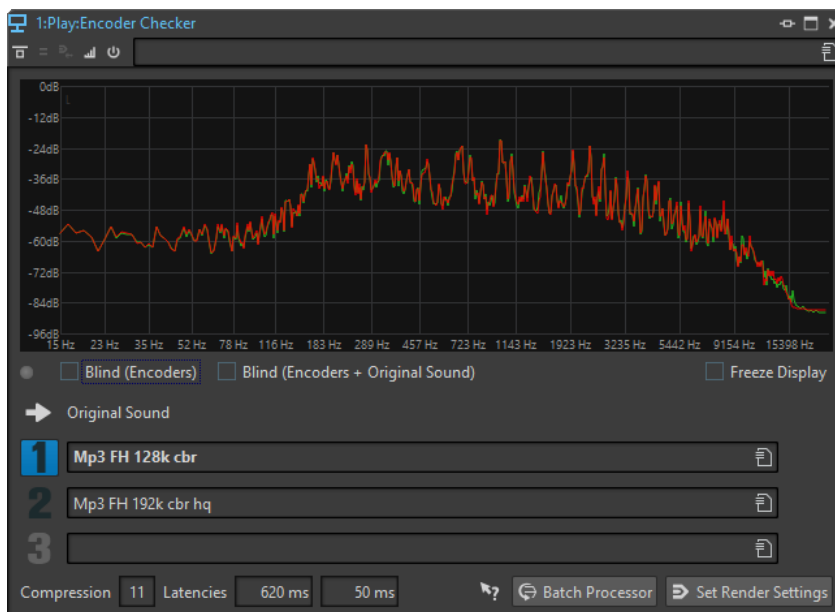 1:Play:Encoder Checker
L
0dB
-12dB
-24dB
-36dB
-48dB
-60dB
-72dB
-84dB
-96dB
15 Hz 23 Hz 35 Hz 52 Hz 78 Hz 116 Hz 183 Hz 289 Hz 457 Hz 723 Hz 1143 Hz 1923 Hz 3235 Hz 5442 Hz 9154 Hz 15398 Hz
Blind (Encoders) Blind (Encoders + Original Sound) Freeze Display
Original Sound
1 Mp3 FH 128k cbr
2 Mp3 FH 192k cbr hq
3
Compression 11 Latencies 620 ms 50 ms ? Batch Processor Set Render Settings